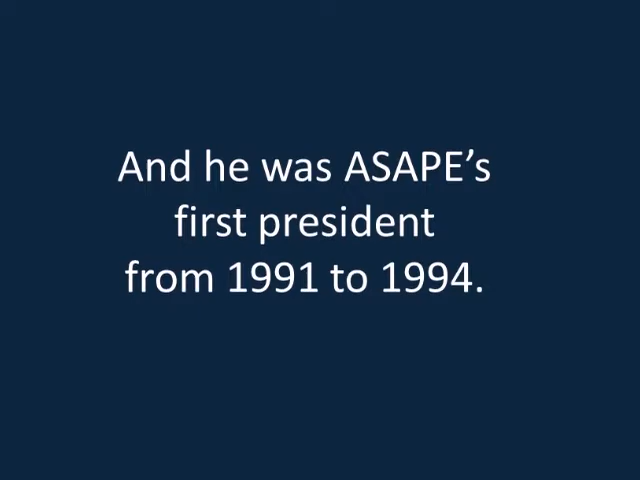 And he was ASAPE’s
first president
from 1991 to 1994.